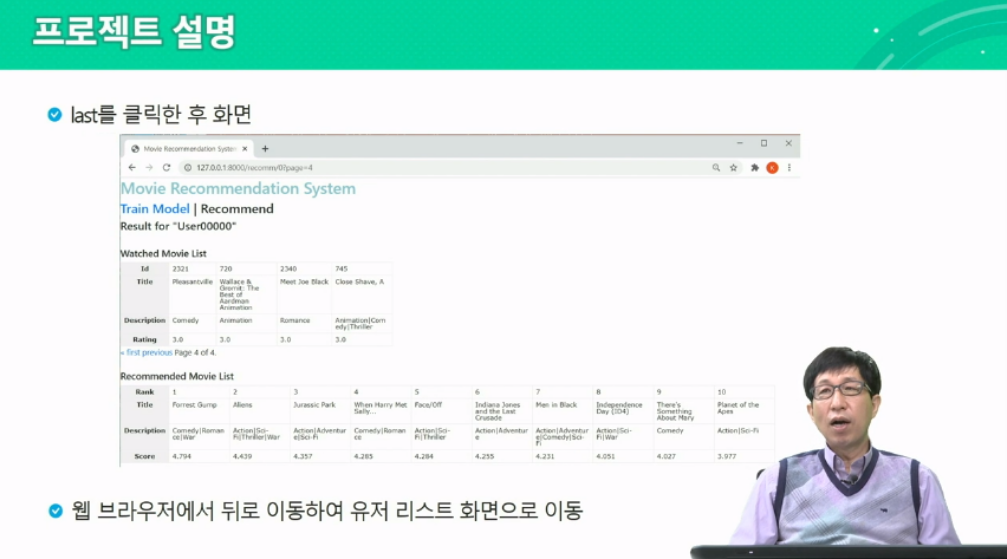 프로젝트 설명
last를 클릭한 후 화면
Movie Recommendation System
127.0.0.1:8000/recomm/0?page=4
Movie Recommendation System
Train Model | Recommend
Result for "User00000"
Watched Movie List
Id 2321 720 2340 745
Title Pleasantville Wallace & Gromit: The Best of Aardman Animation Meet Joe Black Close Shave, A
Description Comedy Animation Romance Animation|Comedy|Thriller
Rating 3.0 3.0 3.0 3.0
« first previous Page 4 of 4.
Recommended Movie List
Rank 1 2 3 4 5 6 7 8 9 10
Title Forrest Gump Aliens Jurassic Park When Harry Met Sally... Face/Off Indiana Jones and the Last Crusade Men in Black Independence Day (ID4) There's Something About Mary Planet of the Apes
Description Comedy|Romance|War Action|Sci-Fi|Thriller|War Action|Adventure|Sci-Fi Comedy|Romance Action|Sci-Fi|Thriller Action|Adventure Action|Adventure|Comedy|Sci-Fi Action|Sci-Fi|War Comedy Action|Sci-Fi
Score 4.794 4.439 4.357 4.285 4.284 4.255 4.231 4.051 4.027 3.977
웹 브라우저에서 뒤로 이동하여 유저 리스트 화면으로 이동